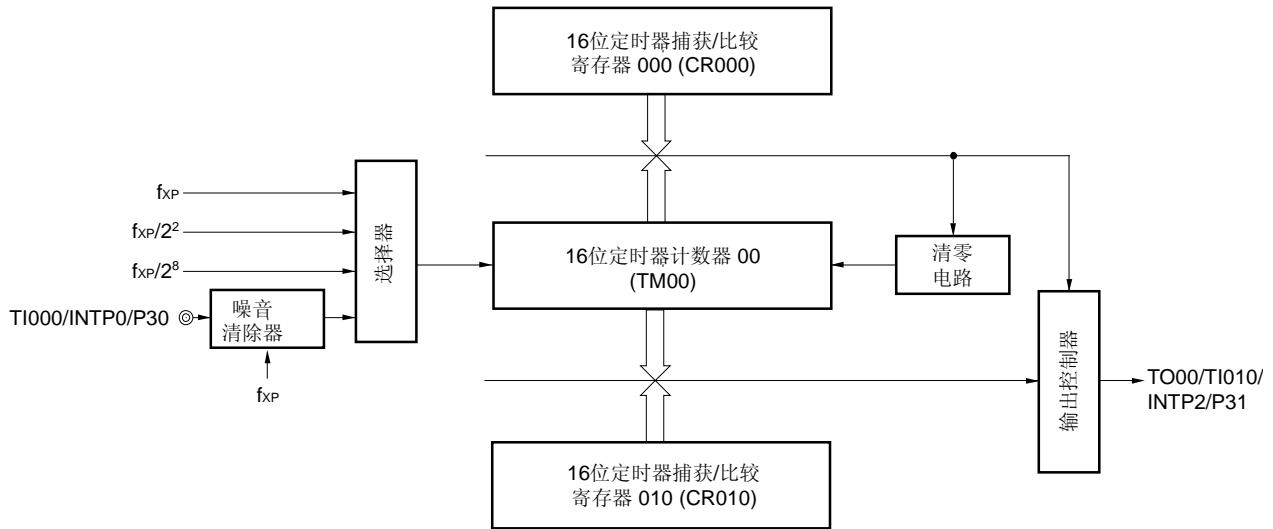 16位定时器捕获/比较
寄存器 000 (CR000)
fXP
fXP/2²
fXP/2⁸
TI000/INTP0/P30
噪音
清除器
fXP
选择器
16位定时器计数器 00
(TM00)
清零
电路
输出控制器
TO00/TI010/
INTP2/P31
16位定时器捕获/比较
寄存器 010 (CR010)